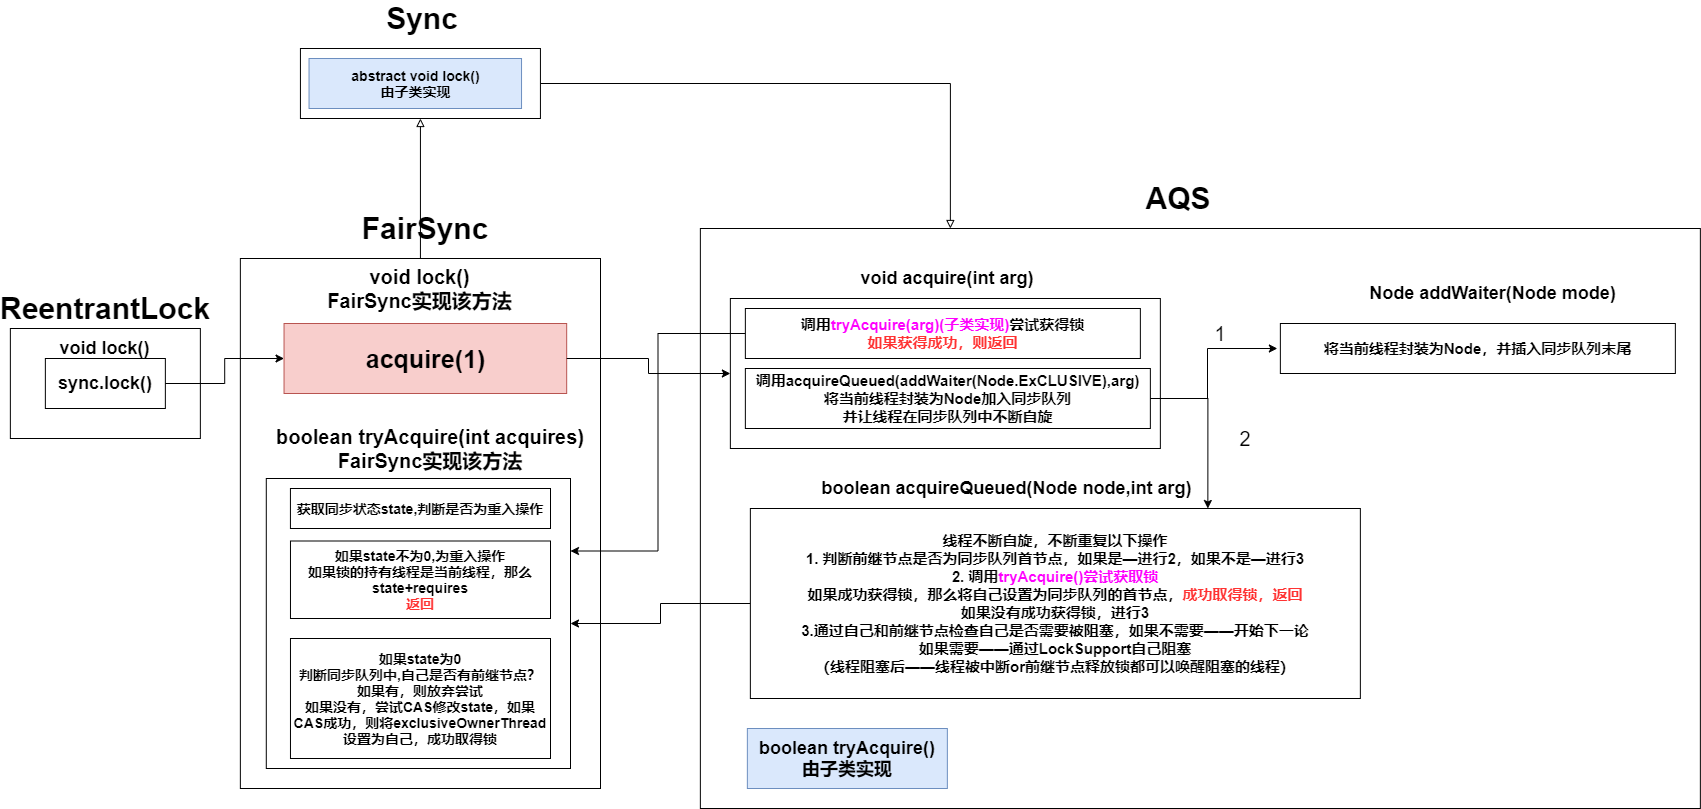 Sync
abstract void lock()
由子类实现
AQS
FairSync
void lock()
FairSync实现该方法
acquire(1)
ReentrantLock
void lock()
sync.lock()
boolean tryAcquire(int acquires)
FairSync实现该方法
获取同步状态state,判断是否为重入操作
如果state不为0,为重入操作
如果锁的持有线程是当前线程，那么
state+requires
返回
如果state为0
判断同步队列中,自己是否有前继节点?
如果有，则放弃尝试
如果没有，尝试CAS修改state，如果
CAS成功，则将exclusiveOwnerThread
设置为自己，成功取得锁
void acquire(int arg)
调用tryAcquire(arg)(子类实现)尝试获得锁
如果获得成功，则返回
调用acquireQueued(addWaiter(Node.ExCLUSIVE),arg)
将当前线程封装为Node加入同步队列
并让线程在同步队列中不断自旋
1
2
Node addWaiter(Node mode)
将当前线程封装为Node，并插入同步队列末尾
boolean acquireQueued(Node node,int arg)
线程不断自旋，不断重复以下操作
1. 判断前继节点是否为同步队列首节点，如果是—进行2，如果不是—进行3
2. 调用tryAcquire()尝试获取锁
如果成功获得锁，那么将自己设置为同步队列的首节点，成功取得锁，返回
如果没有成功获得锁，进行3
3.通过自己和前继节点检查自己是否需要被阻塞，如果不需要——开始下一论
如果需要——通过LockSupport自己阻塞
（线程阻塞后——线程被中断or前继节点释放锁都可以唤醒阻塞的线程）
boolean tryAcquire()
由子类实现